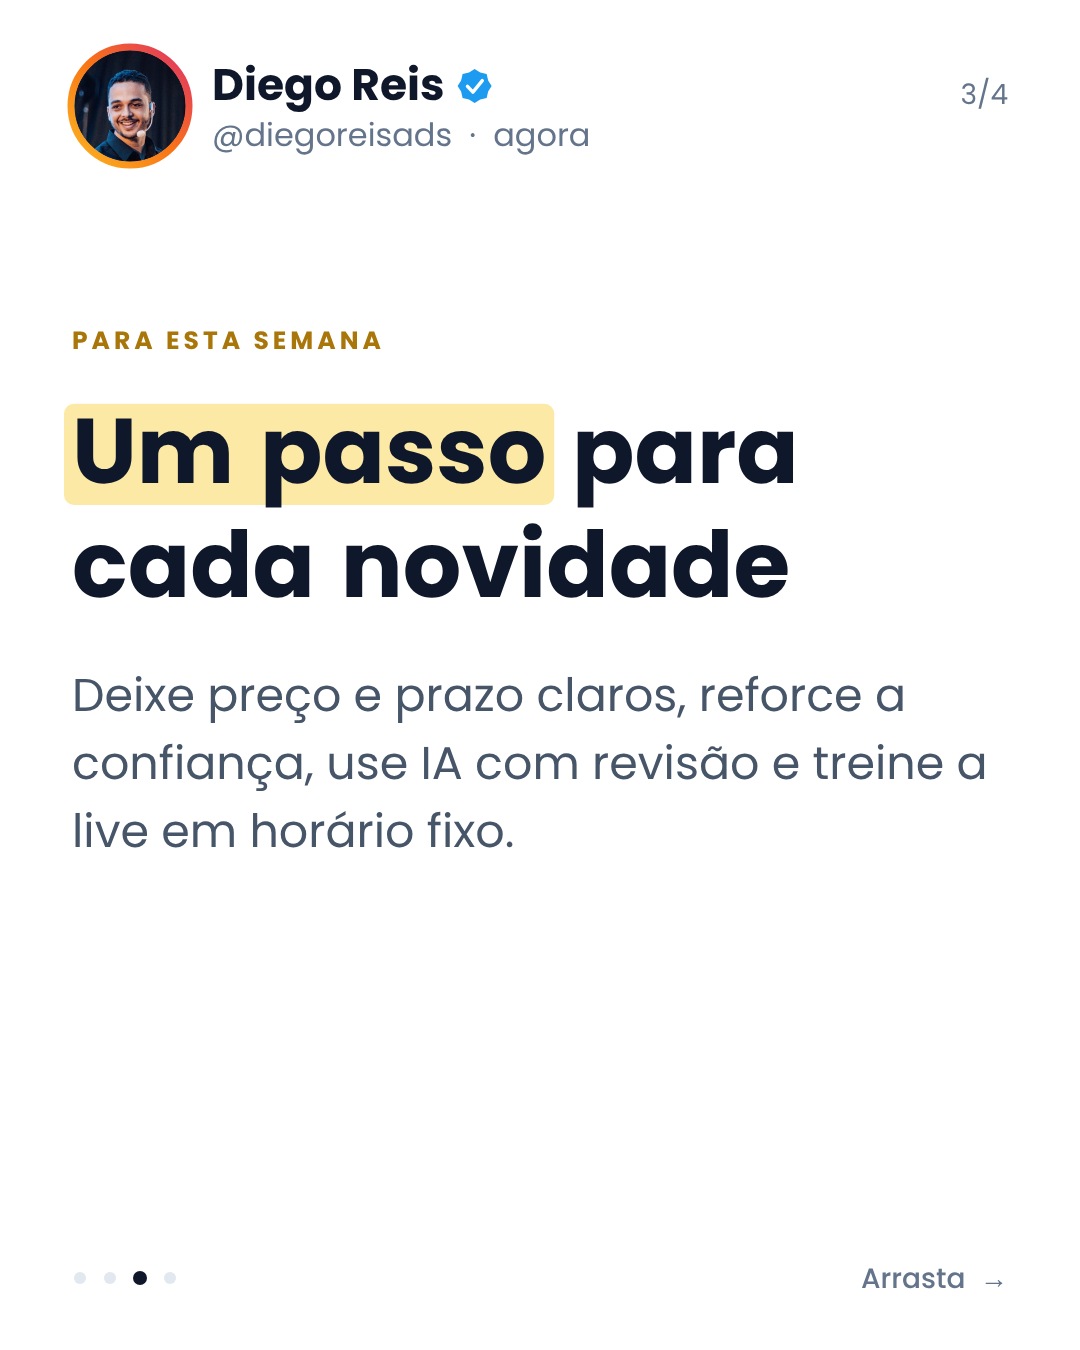 Diego Reis
@diegoreisads · agora
3/4
PARA ESTA SEMANA
Um passo para
cada novidade
Deixe preço e prazo claros, reforce a
confiança, use IA com revisão e treine a
live em horário fixo.
Arrasta →